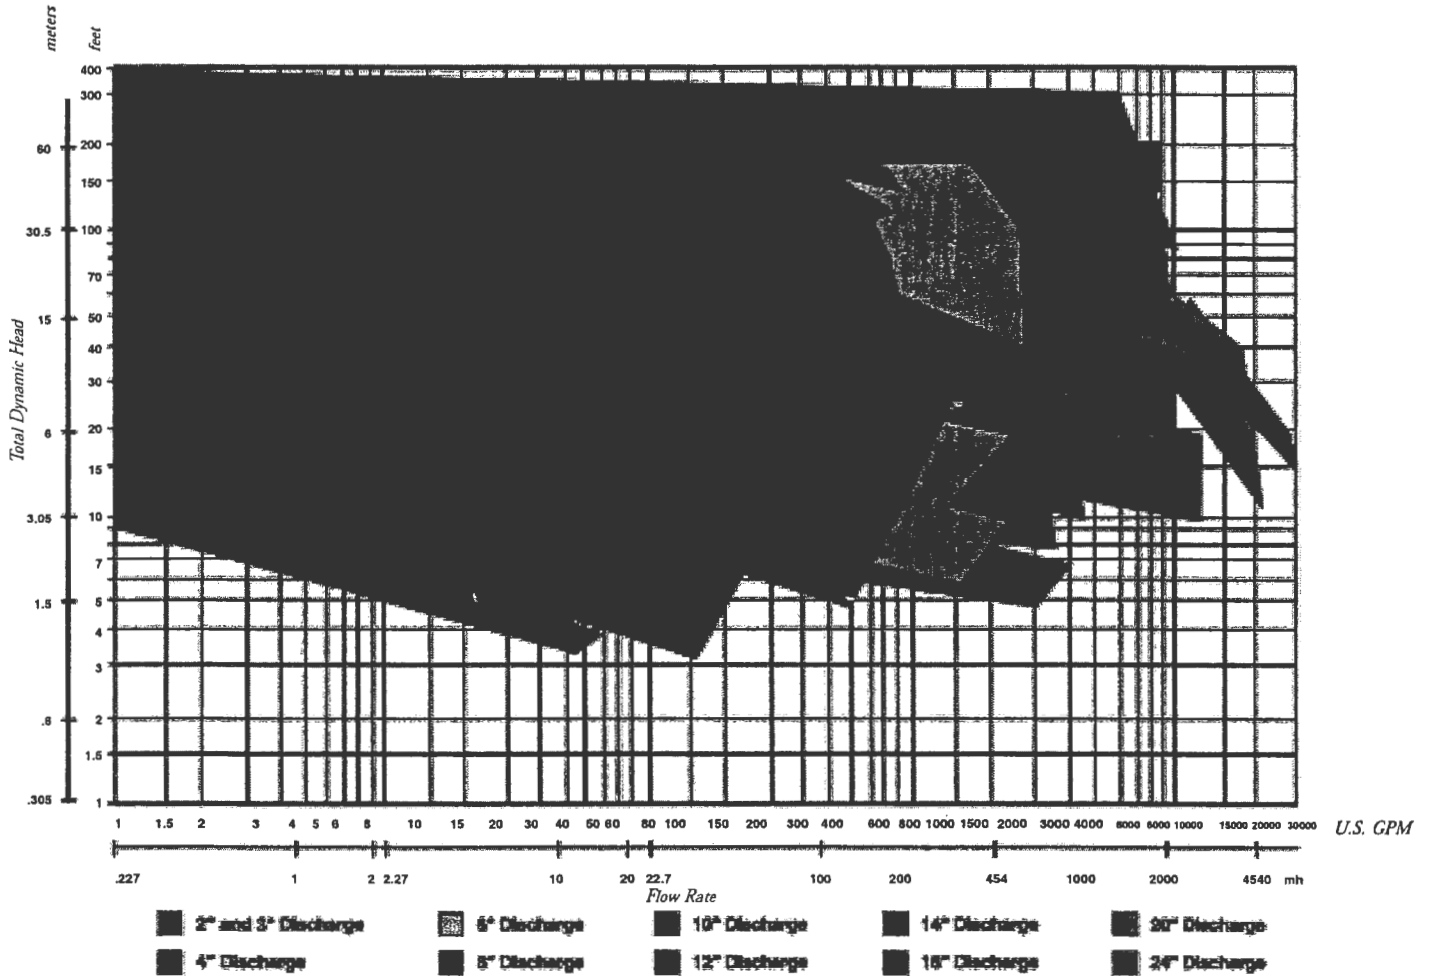 meters
feet
400
300
60
200
150
30.5
100
70
15
50
40
30
6
20
15
3.05
10
7
1.5
5
4
3
.6
2
1.5
.305
1
Total Dynamic Head
1 1.5 2 3 4 5 6 8 10 15 20 30 40 50 60 80 100 150 200 300 400 600 800 1000 1500 2000 3000 4000 6000 10000 15000 20000 30000 U.S. GPM
.227 1 2 2.27 10 20 22.7 100 200 454 1000 2000 4540 mh
Flow Rate
2" and 3" Discharge
6" Discharge
10" Discharge
14" Discharge
20" Discharge
4" Discharge
8" Discharge
12" Discharge
16" Discharge
24" Discharge